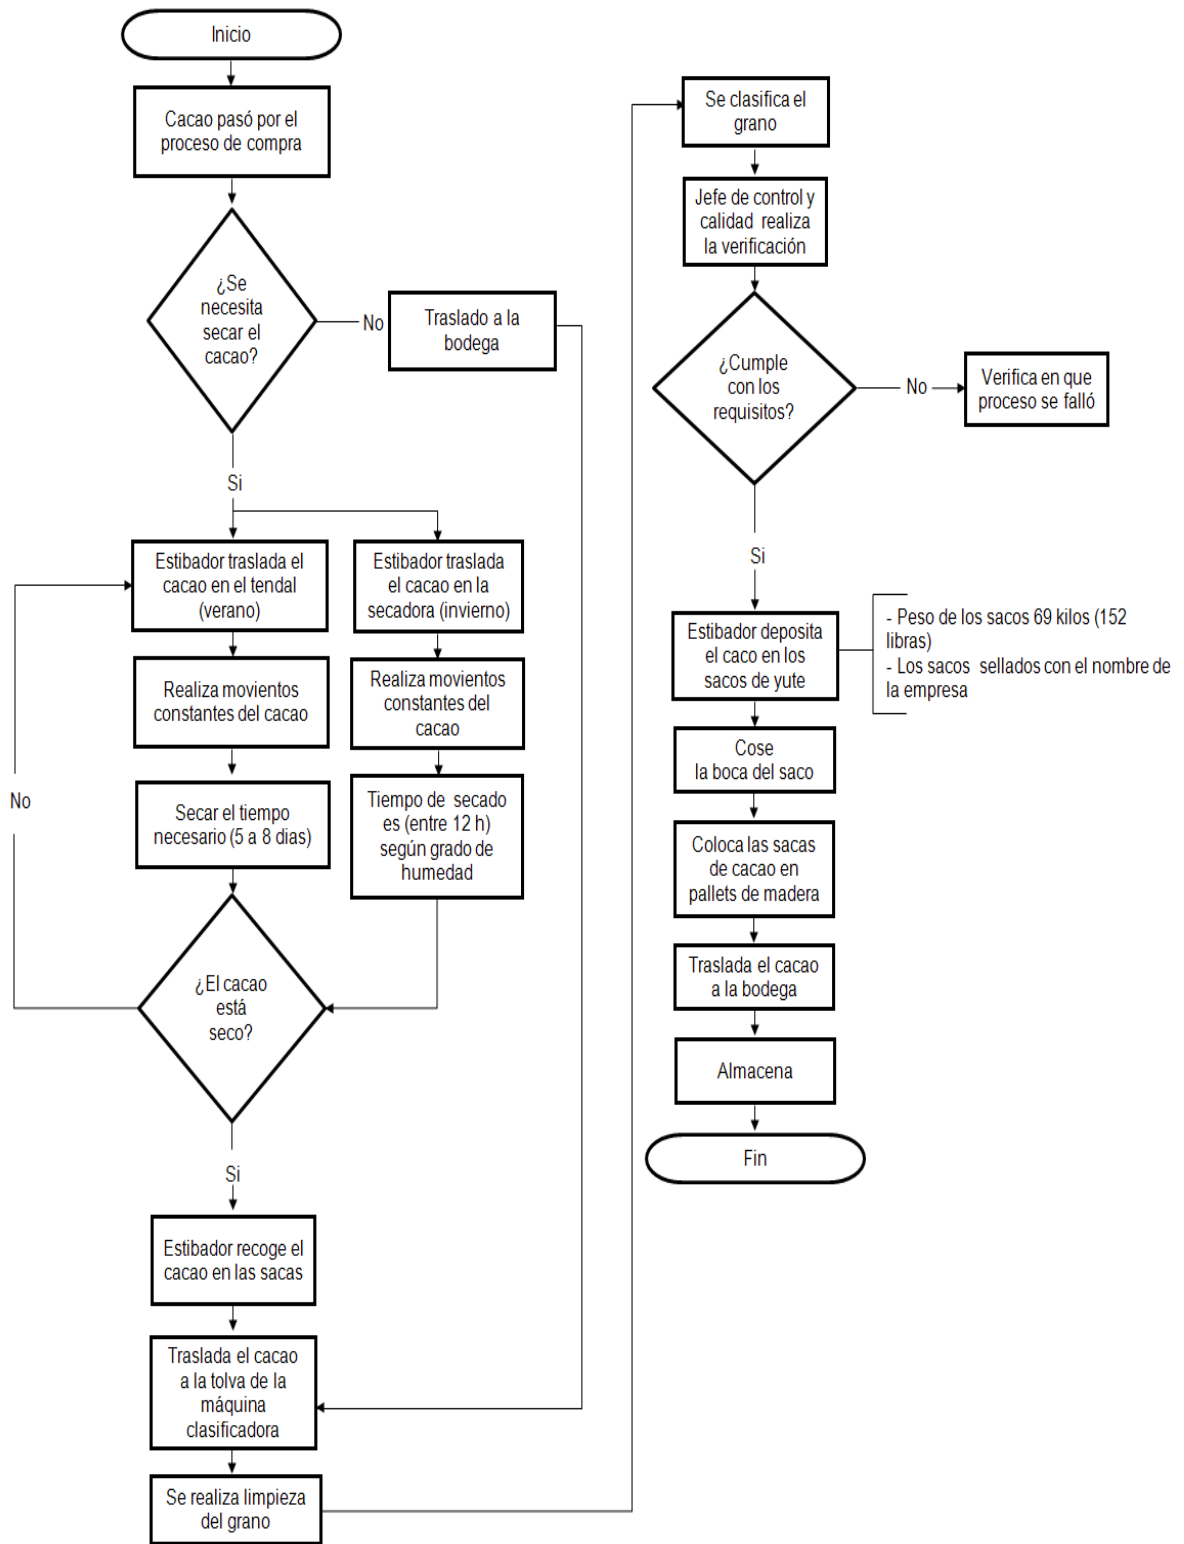 Inicio
Cacao pasó por el
proceso de compra
¿Se
necesita
secar el
cacao?
No
Traslado a la
bodega
Si
Estibador traslada el
cacao en el tendal
(verano)
Estibador traslada
el cacao en la
secadora (invierno)
Realiza movientos
constantes del cacao
Realiza movientos
constantes del
cacao
No
Secar el tiempo
necesario (5 a 8 dias)
Tiempo de secado
es (entre 12 h)
según grado de
humedad
¿El cacao
está
seco?
Si
Estibador recoge el
cacao en las sacas
Traslada el cacao
a la tolva de la
máquina
clasificadora
Se realiza limpieza
del grano
Se clasifica el
grano
Jefe de control y
calidad realiza
la verificación
¿Cumple
con los
requisitos?
No
Verifica en que
proceso se falló
Si
Estibador deposita
el caco en los
sacos de yute
- Peso de los sacos 69 kilos (152
libras)
- Los sacos sellados con el nombre de
la empresa
Cose
la boca del saco
Coloca las sacas
de cacao en
pallets de madera
Traslada el cacao
a la bodega
Almacena
Fin